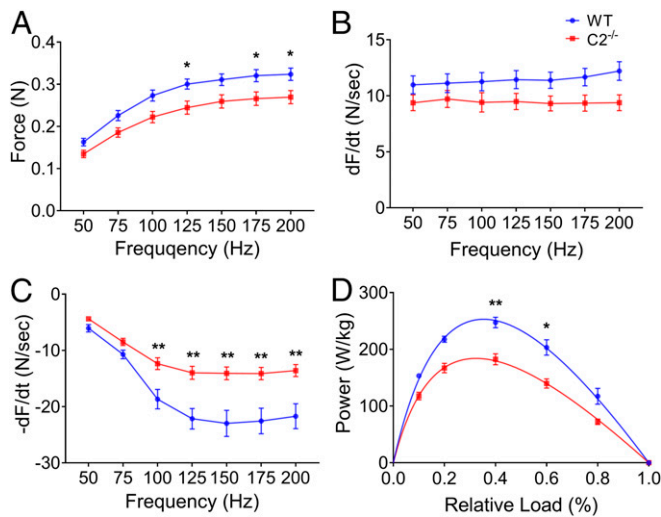 A
Force (N)
0.4
0.3
0.2
0.1
0.0
* * *
50 75 100 125 150 175 200
Frequqency (Hz)
B
dF/dt (N/sec)
15
10
5
0
WT
C2-/-
50 75 100 125 150 175 200
Frequqency (Hz)
C
-dF/dt (N/sec)
0
-10
-20
-30
** ** ** ** **
50 75 100 125 150 175 200
Frequency (Hz)
D
Power (W/kg)
300
200
100
0
** *
0.0 0.2 0.4 0.6 0.8 1.0
Relative Load (%)